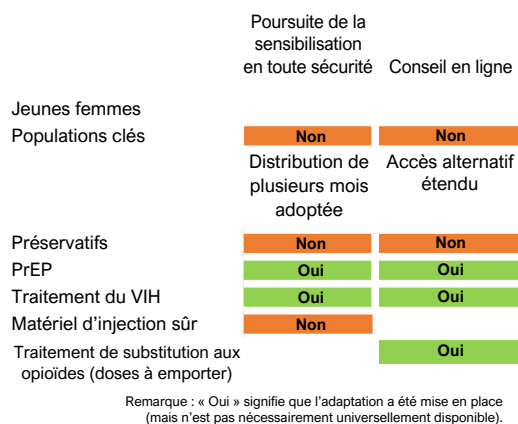 Poursuite de la
sensibilisation
en toute sécurité
Conseil en ligne
Jeunes femmes
Populations clés Non Non
Distribution de
plusieurs mois
adoptée
Accès alternatif
étendu
Préservatifs Non Non
PrEP Oui Oui
Traitement du VIH Oui Oui
Matériel d'injection sûr Non
Traitement de substitution aux
opioïdes (doses à emporter)
Oui
Remarque : « Oui » signifie que l'adaptation a été mise en place
(mais n'est pas nécessairement universellement disponible).